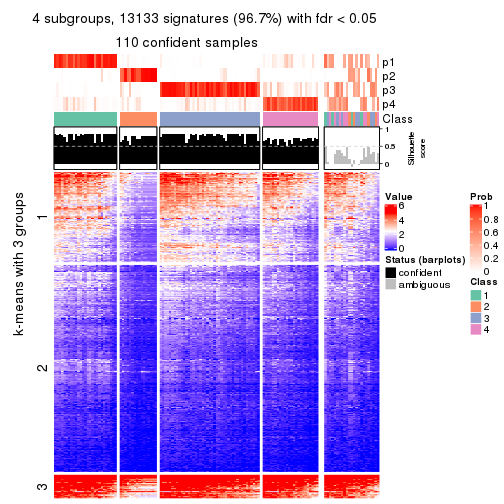 4 subgroups, 13133 signatures (96.7%) with fdr < 0.05
110 confident samples
p1
p2
p3
p4
Class
1
0.5
0
Silhouette
score
k-means with 3 groups
1
2
3
Value
6
4
2
0
Status (barplots)
confident
ambiguous
Prob
1
0.8
0.6
0.4
0.2
0
Class
1
2
3
4